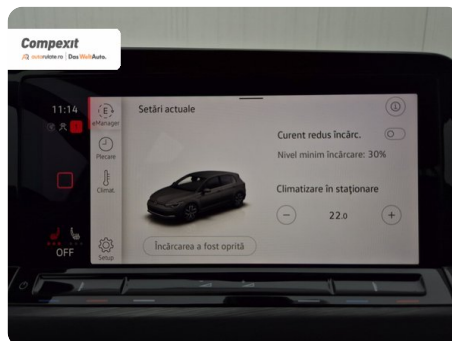 Compexit
autorulate.ro | Das WeltAuto.
11:14
Setări actuale
eManager
Curent redus încărc.
Plecare
Nivel minim încărcare: 30%
Climat.
Climatizare în staționare
22.0
OFF
Setup
Încărcarea a fost oprită